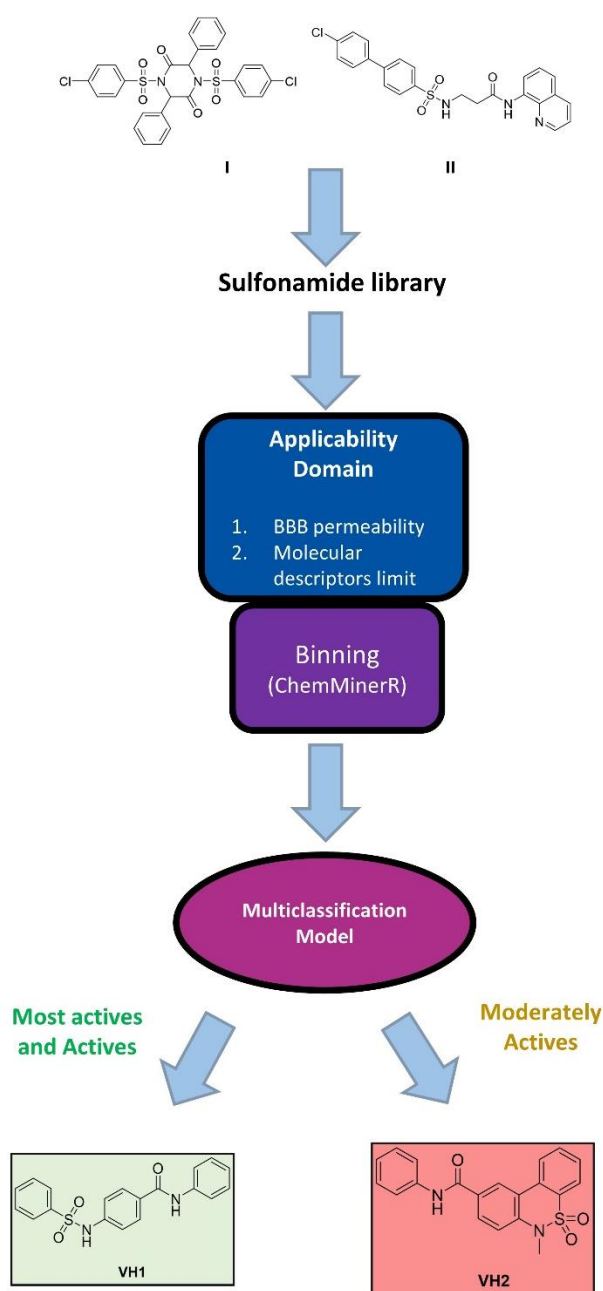 Cl
O
O
S
O
N
N
O
S
O
O
Cl
I
Cl
S
O
O
N
H
O
N
H
N
II
Sulfonamide library
Applicability
Domain
1. BBB permeability
2. Molecular
descriptors limit
Binning
(ChemMinerR)
Multiclassification
Model
Most actives
and Actives
Moderately
Actives
O
S
O
N
H
O
N
H
VH1
O
N
H
S
O
O
N
VH2